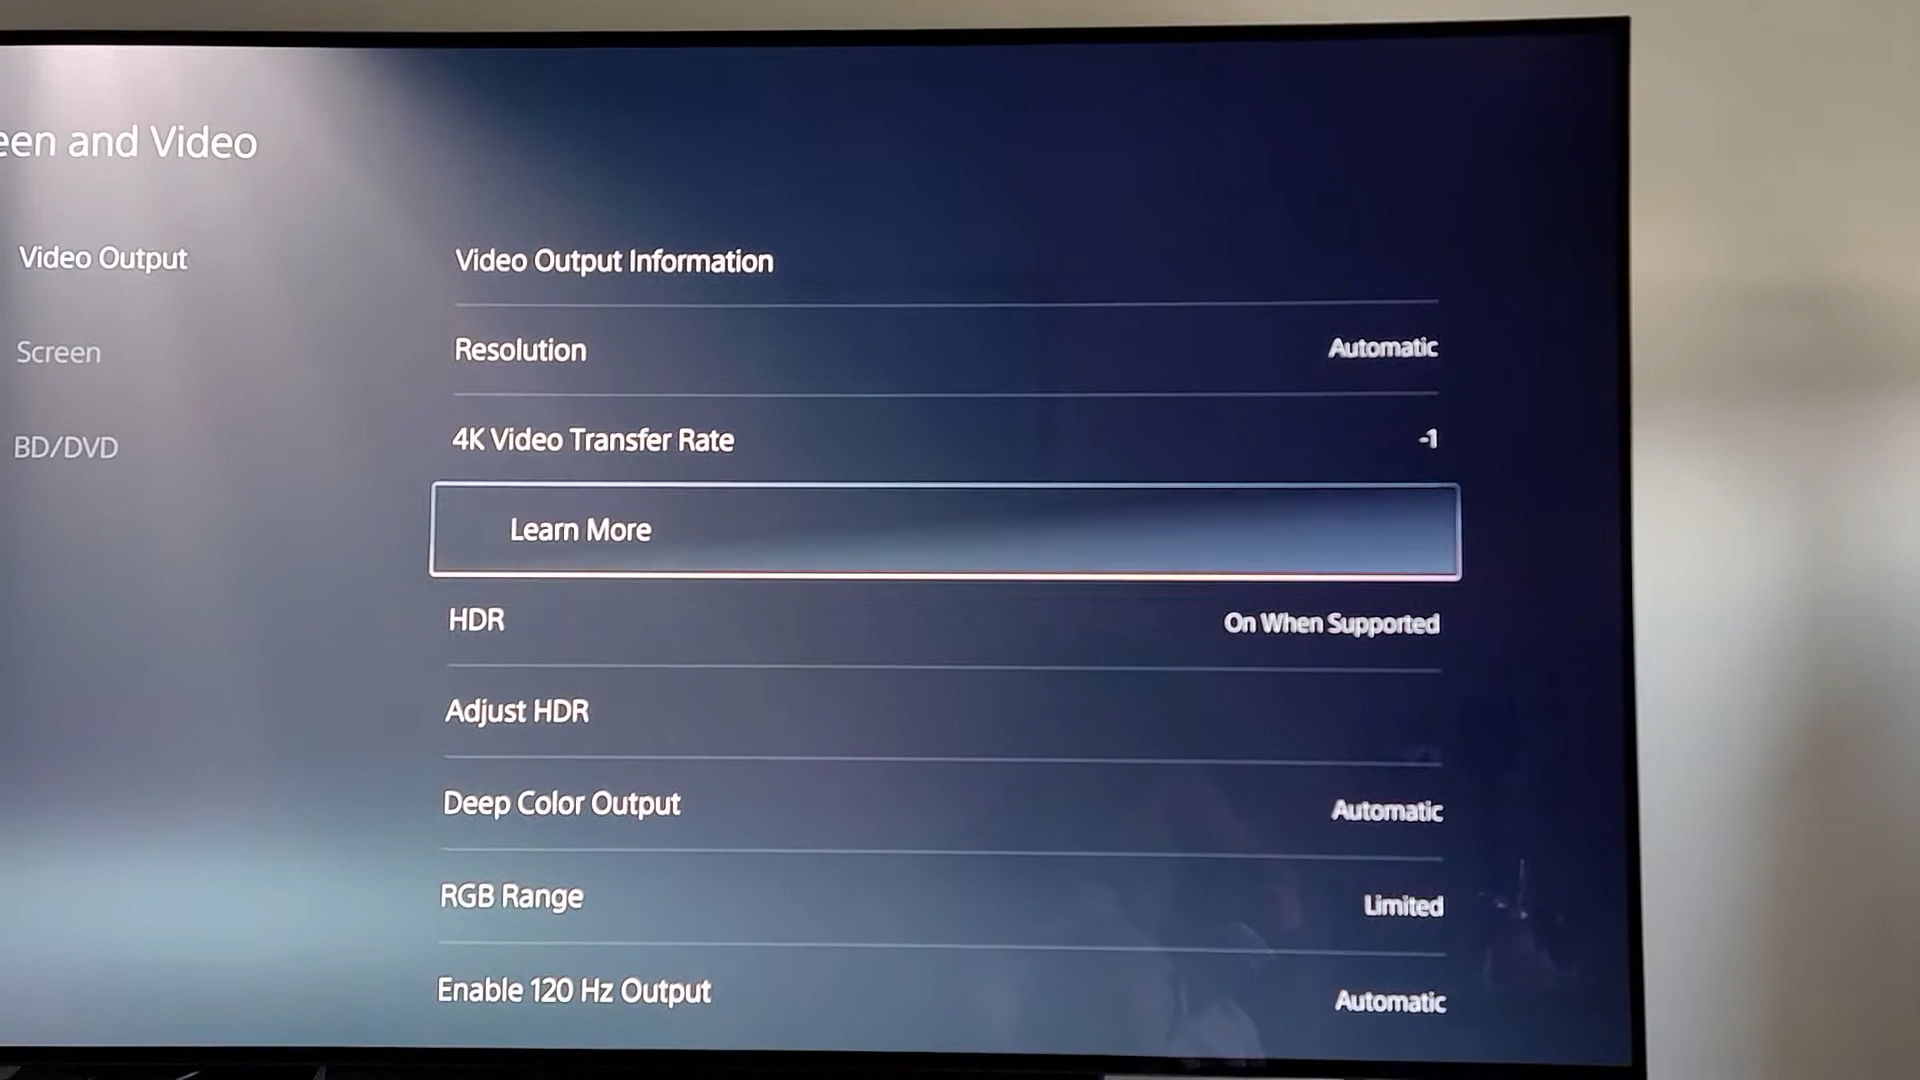 een and Video
Video Output
Screen
BD/DVD
Video Output Information
Resolution Automatic
4K Video Transfer Rate -1
Learn More
HDR On When Supported
Adjust HDR
Deep Color Output Automatic
RGB Range Limited
Enable 120 Hz Output Automatic